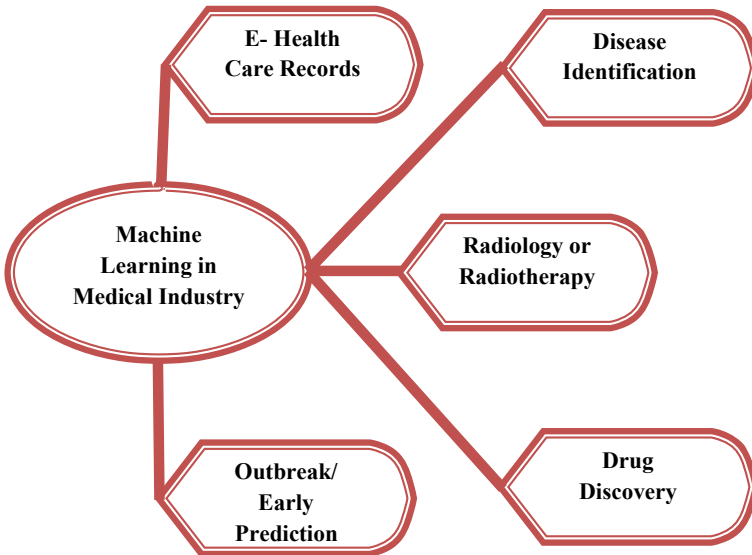 E- Health
Care Records
Disease
Identification
Machine
Learning in
Medical Industry
Radiology or
Radiotherapy
Outbreak/
Early
Prediction
Drug
Discovery